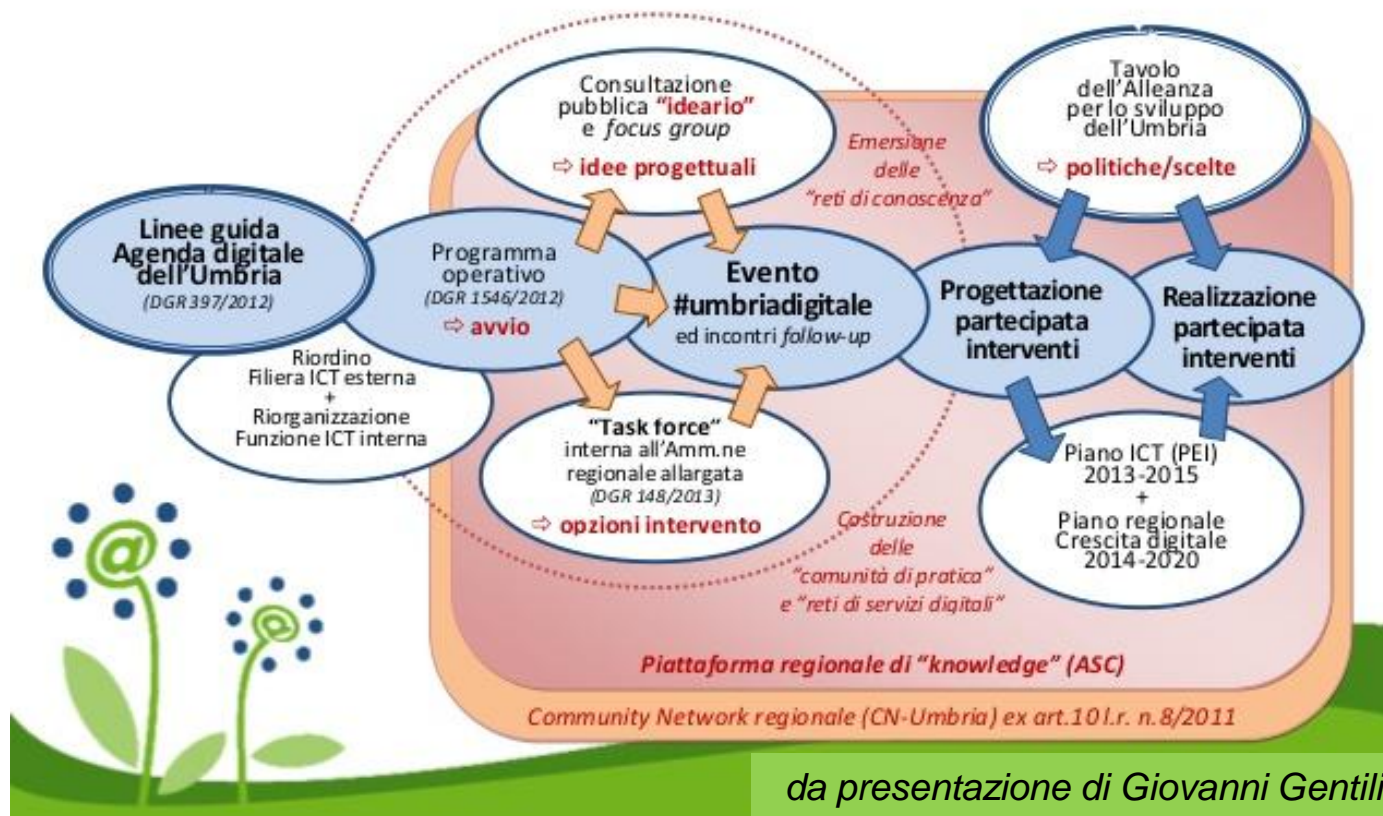 Consultazione
pubblica “ideario”
e focus group
⇨ idee progettuali
Tavolo
dell’Alleanza
per lo sviluppo
dell’Umbria
⇨ politiche/scelte
Emersione
delle
“reti di conoscenza”
Linee guida
Agenda digitale
dell’Umbria
(DGR 397/2012)
Programma
operativo
(DGR 1546/2012)
⇨ avvio
Evento
#umbriadigitale
ed incontri follow-up
Progettazione
partecipata
interventi
Realizzazione
partecipata
interventi
Riordino
Filiera ICT esterna
+
Riorganizzazione
Funzione ICT interna
“Task force”
interna all’Amm.ne
regionale allargata
(DGR 148/2013)
⇨ opzioni intervento
Piano ICT (PEI)
2013-2015
+
Piano regionale
Crescita digitale
2014-2020
Costruzione
delle
“comunità di pratica”
e “reti di servizi digitali”
@
@
Piattaforma regionale di “knowledge” (ASC)
Community Network regionale (CN-Umbria) ex art.10 l.r. n.8/2011
da presentazione di Giovanni Gentili